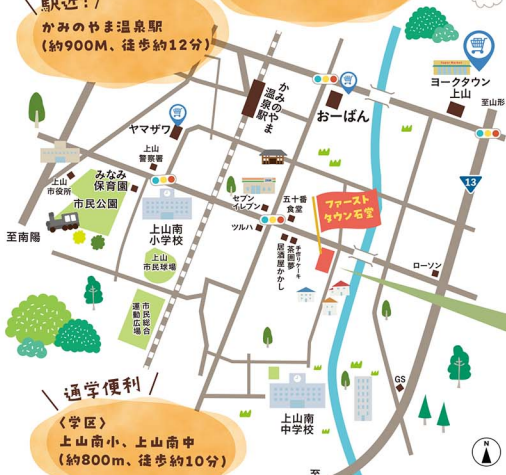 駅近！
かみのやま温泉駅
(約900M、徒歩約12分)
かみのやま
温泉駅
おーばん
ヨークタウン
上山
至山形
13
ヤマザワ
上山
警察署
みなみ
保育園
上山
市役所
市民公園
至南陽
上山南
小学校
上山
市民球場
市民総合
運動広場
セブン
イレブン
五十番
食堂
ツルハ
ファースト
タウン石堂
手作りケーキ
茶園夢
居酒屋かかし
ローソン
GS
上山南
中学校
通学便利
〈学区〉
上山南小、上山南中
(約800m、徒歩約10分)
N